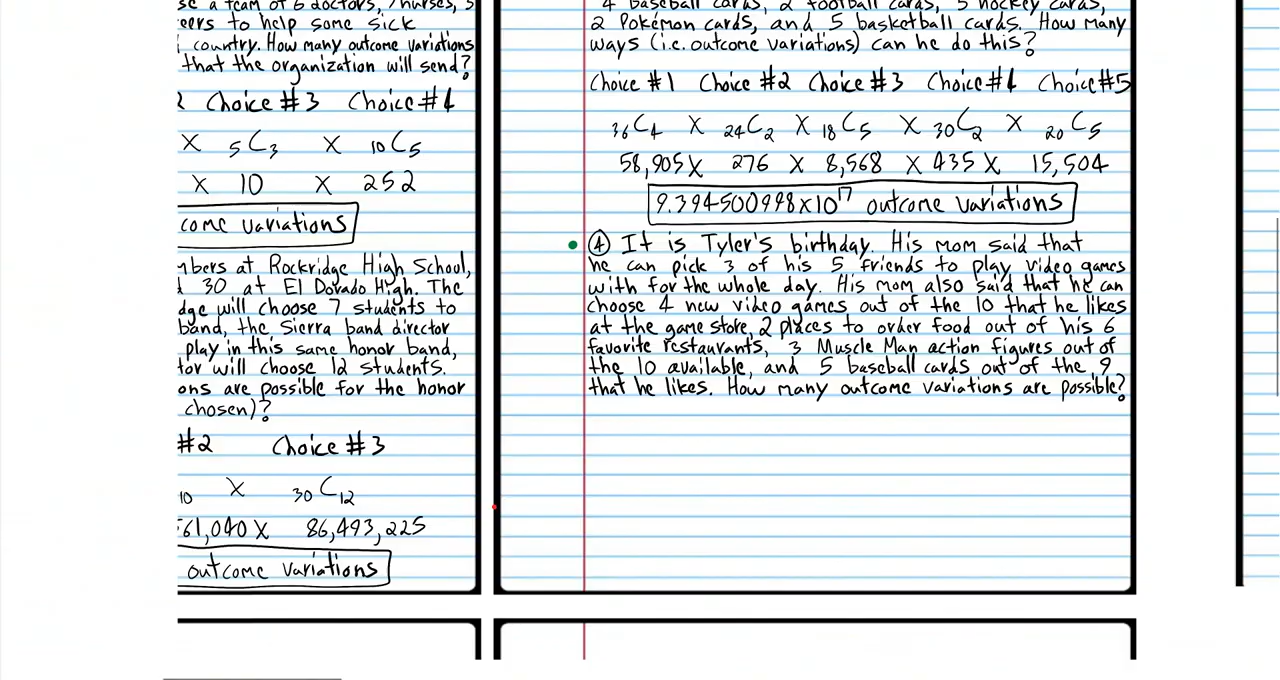 se a team of 6 doctors, 7 nurses, 5
eers to help some sick
country. How many outcome variations
that the organization will send?
2 Choice #3 Choice #4
X 5C3 X 10C5
X 10 X 252
come variations
mbers at Rockridge High School,
30 at El Dorado High. The
dge will choose 7 students to
band, the Sierra band director
play in this same honor band,
tor will choose 12 students.
ons are possible for the honor
chosen)?
#2 Choice #3
10 X 30C12
561,040 X 86,493,225
outcome variations
4 baseball cards, 2 football cards, 5 hockey cards,
2 Pokémon cards, and 5 basketball cards. How many
ways (i.e. outcome variations) can he do this?
Choice #1 Choice #2 Choice #3 Choice #4 Choice #5
36C4 X 24C2 X 18C5 X 30C2 X 20C5
58,905 X 276 X 8,568 X 435 X 15,504
9.394500998X10^17 outcome variations
④ It is Tyler's birthday. His mom said that
he can pick 3 of his 5 friends to play video games
with for the whole day. His mom also said that he can
choose 4 new video games out of the 10 that he likes
at the game store, 2 places to order food out of his 6
favorite restaurants, 3 Muscle Man action figures out of
the 10 available, and 5 baseball cards out of the 9
that he likes. How many outcome variations are possible?